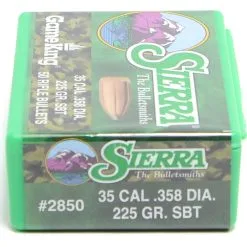 SIERRA
The Bulletsmiths
GameKing
35 CAL .358 DIA.
225 GR. SBT
50 RIFLE BULLETS
SIERRA
The Bulletsmiths
#2850
35 CAL .358 DIA.
225 GR. SBT